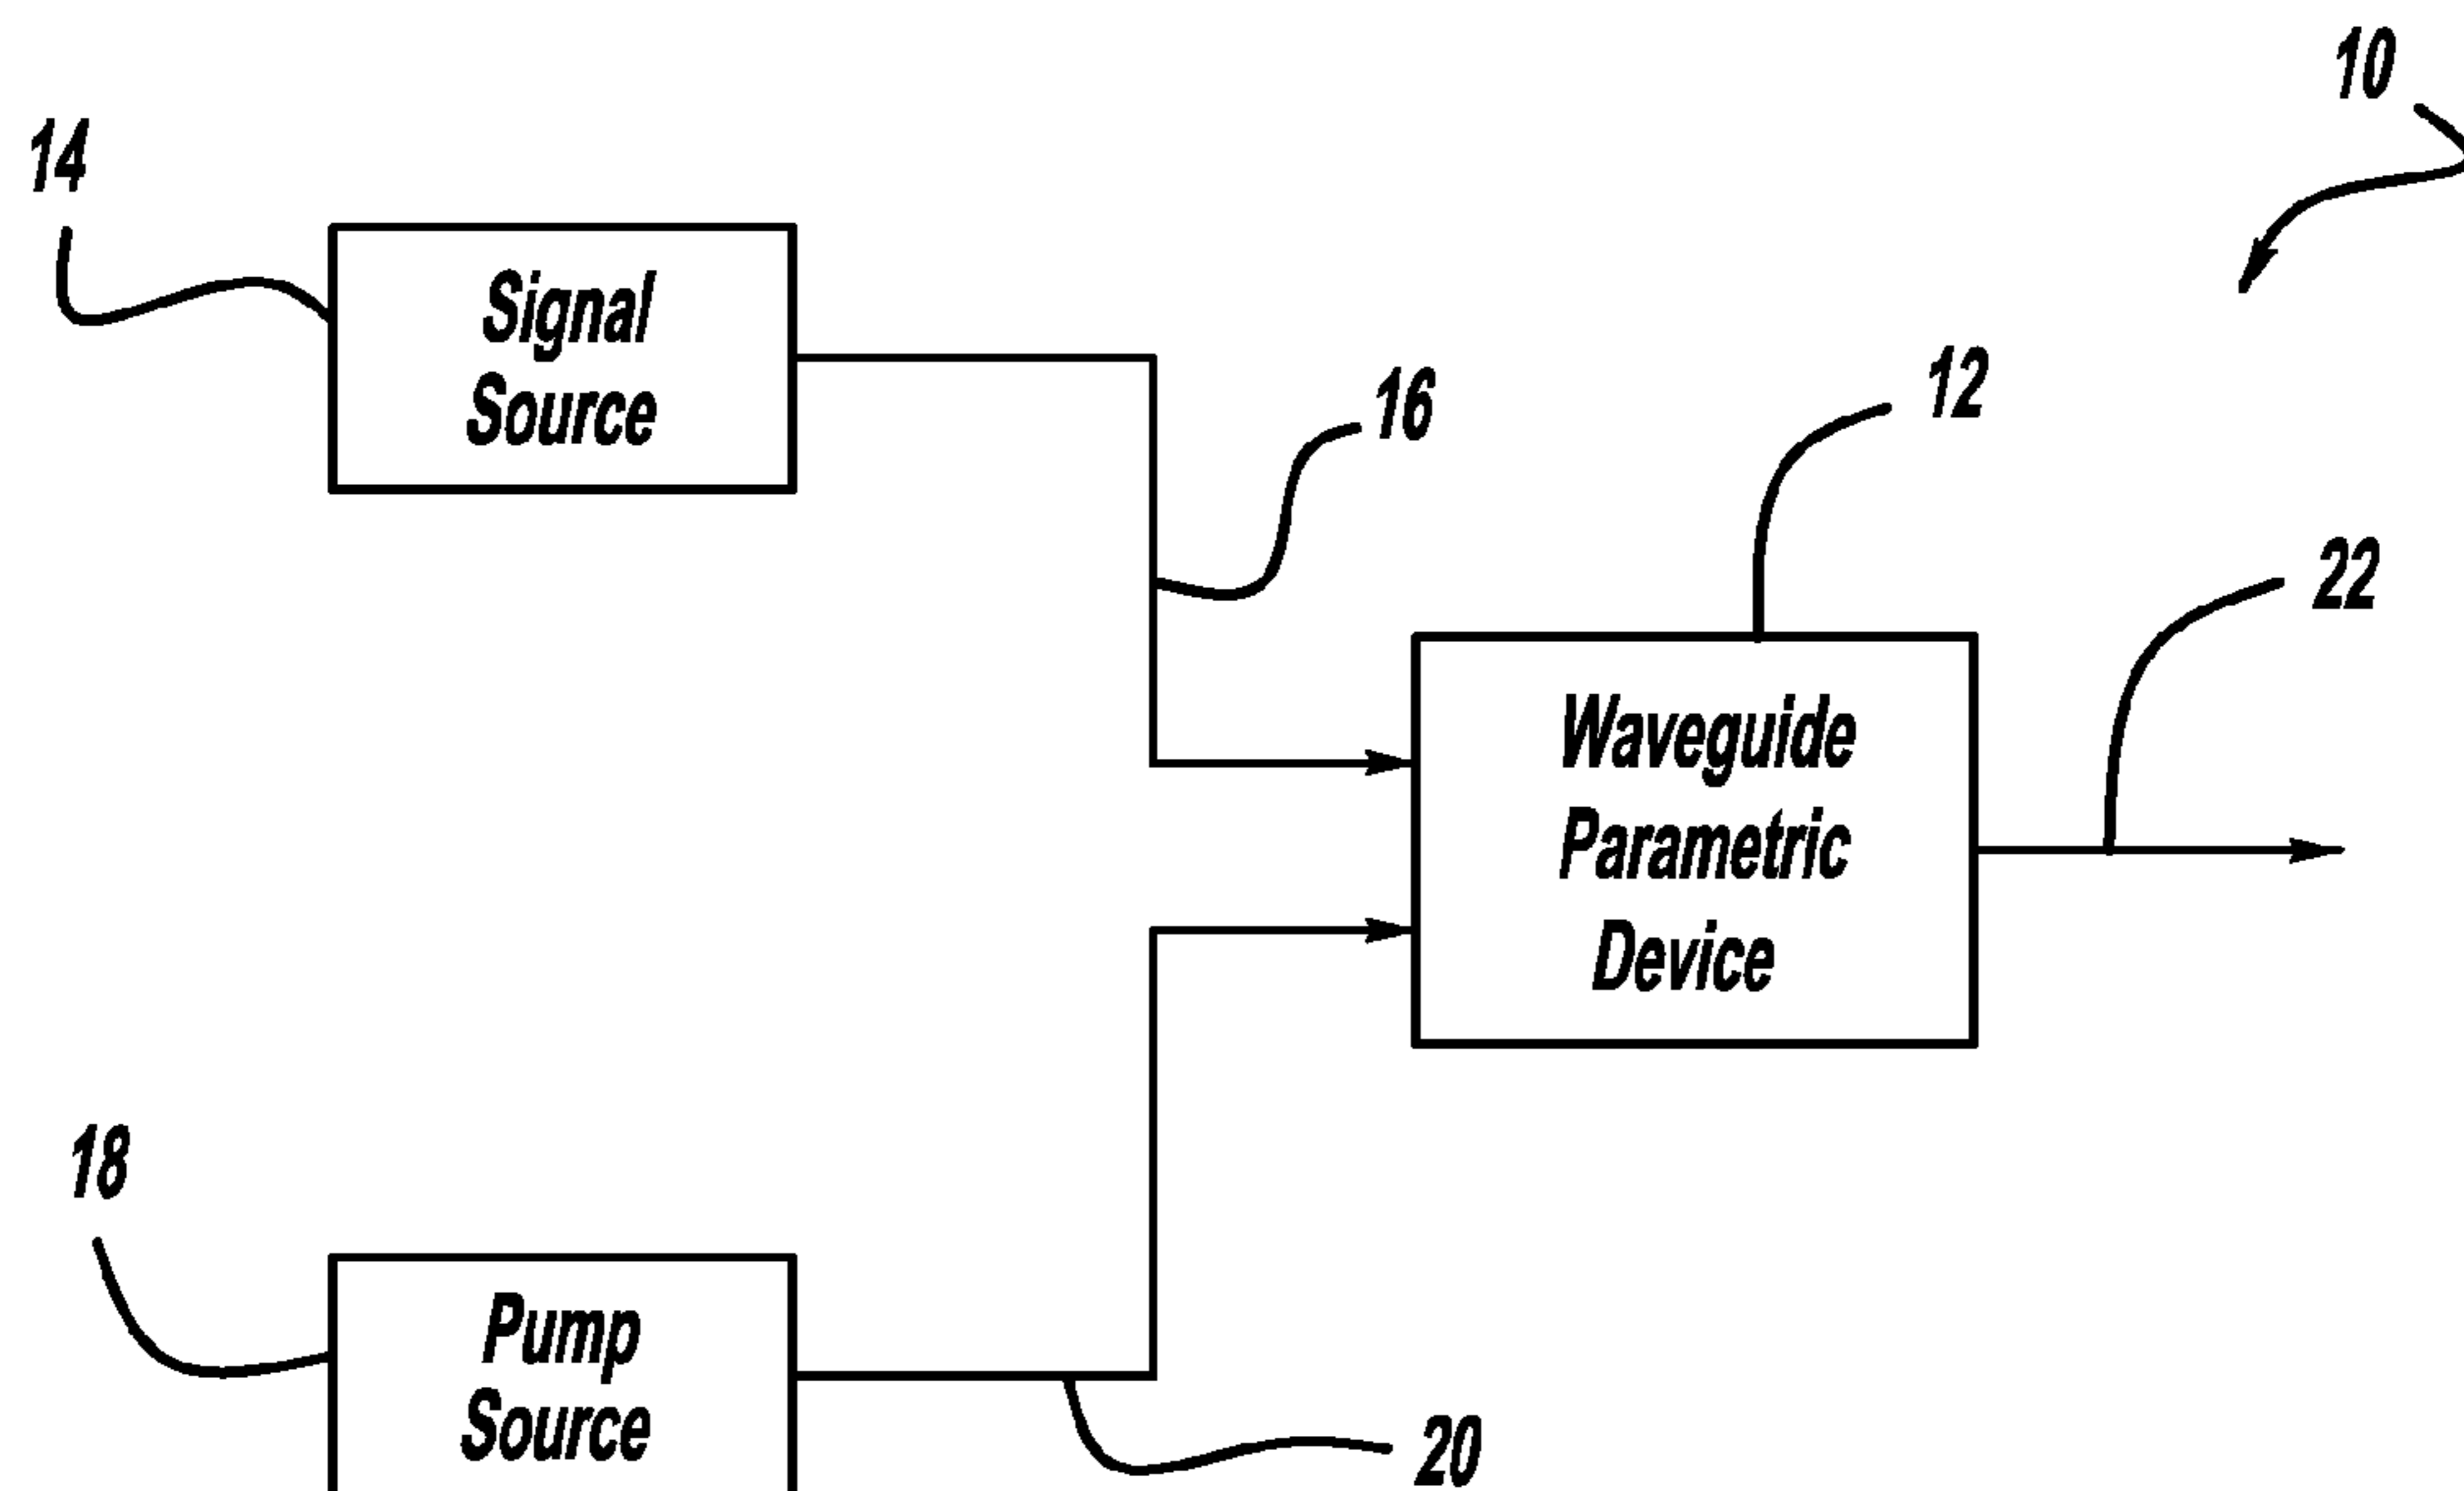 10
14
Signal
Source
16
12
22
Waveguide
Parametric
Device
18
Pump
Source
20